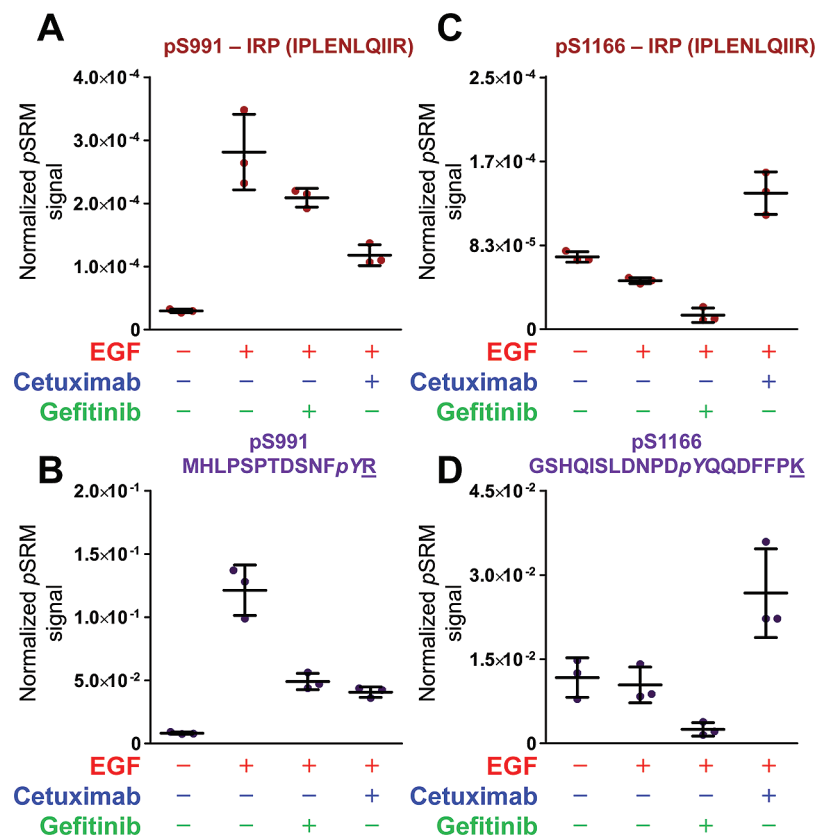 A
pS991 – IRP (IPLENLQIIR)
Normalized pSRM
signal
4.0×10⁻⁴
3.0×10⁻⁴
2.0×10⁻⁴
1.0×10⁻⁴
0
EGF − + + +
Cetuximab − − − +
Gefitinib − − + −
C
pS1166 – IRP (IPLENLQIIR)
Normalized pSRM
signal
2.5×10⁻⁴
1.7×10⁻⁴
8.3×10⁻⁵
0
EGF − + + +
Cetuximab − − − +
Gefitinib − − + −
B
pS991
MHLPSPTDSNFpYR
Normalized pSRM
signal
2.0×10⁻¹
1.5×10⁻¹
1.0×10⁻¹
5.0×10⁻²
0
EGF − + + +
Cetuximab − − − +
Gefitinib − − + −
D
pS1166
GSHQISLDNPDpYQQDFFPK
Normalized pSRM
signal
4.5×10⁻²
3.0×10⁻²
1.5×10⁻²
0
EGF − + + +
Cetuximab − − − +
Gefitinib − − + −